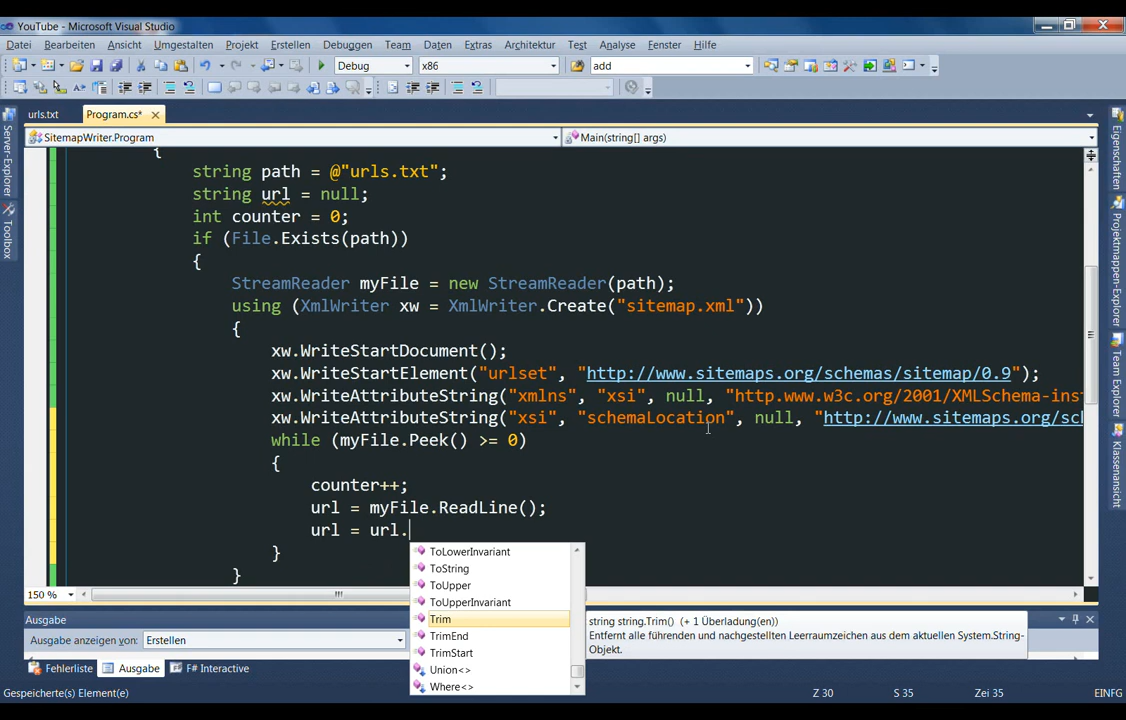 YouTube - Microsoft Visual Studio
Datei Bearbeiten Ansicht Umgestalten Projekt Erstellen Debuggen Team Daten Extras Architektur Test Analyse Fenster Hilfe
Debug x86 add
urls.txt Program.cs*
SitemapWriter.Program Main(string[] args)
{
string path = @"urls.txt";
string url = null;
int counter = 0;
if (File.Exists(path))
{
StreamReader myFile = new StreamReader(path);
using (XmlWriter xw = XmlWriter.Create("sitemap.xml"))
{
xw.WriteStartDocument();
xw.WriteStartElement("urlset", "http://www.sitemaps.org/schemas/sitemap/0.9");
xw.WriteAttributeString("xmlns", "xsi", null, "http.www.w3c.org/2001/XMLSchema-inst
xw.WriteAttributeString("xsi", "schemaLocation", null, "http://www.sitemaps.org/sch
while (myFile.Peek() >= 0)
{
counter++;
url = myFile.ReadLine();
url = url.
}
}
ToLowerInvariant
ToString
ToUpper
ToUpperInvariant
Trim
TrimEnd
TrimStart
Union<>
Where<>
string string.Trim() (+ 1 Überladung(en))
Entfernt alle führenden und nachgestellten Leerraumzeichen aus dem aktuellen System.String-
Objekt.
150 %
Ausgabe
Ausgabe anzeigen von: Erstellen
Fehlerliste Ausgabe F# Interactive
Gespeicherte(s) Element(e) Z 30 S 35 Zei 35 EINFG
Server-Explorer
Toolbox
Eigenschaften
Projektmappen-Explorer
Team Explorer
Klassenansicht